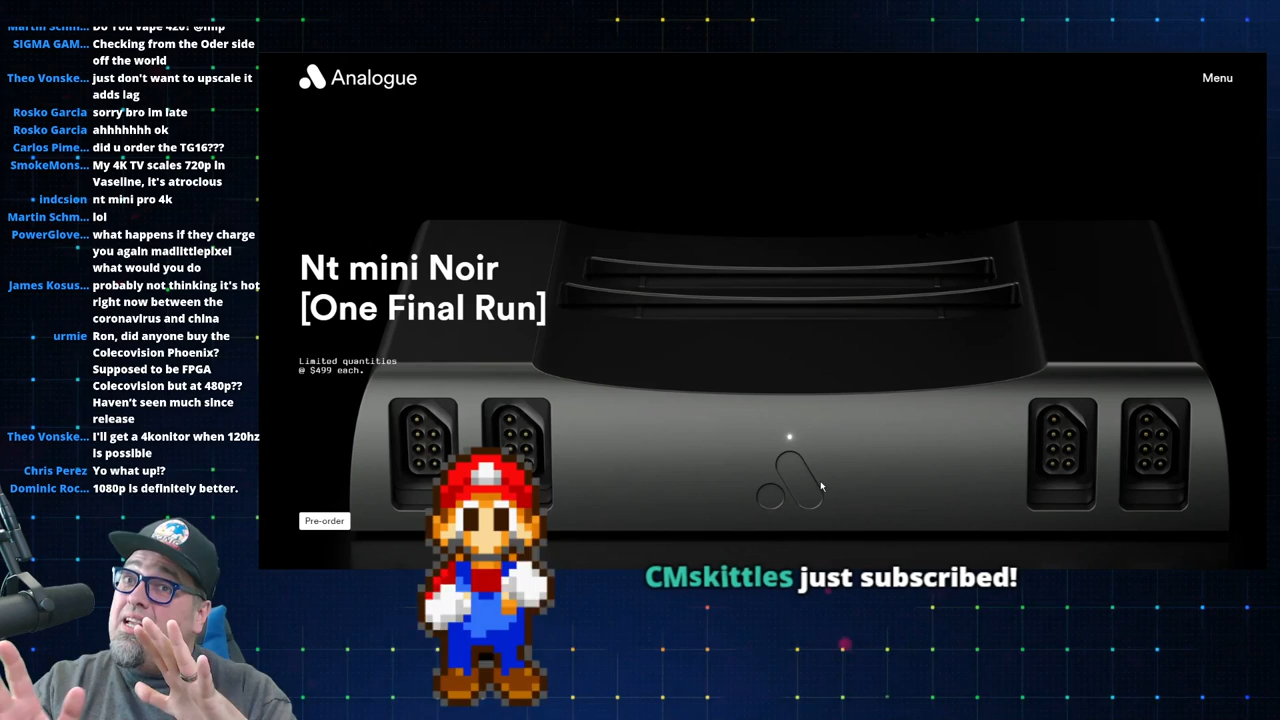 SIGMA GAM... Checking from the Oder side
off the world
Theo Vonske... just don't want to upscale it
adds lag
Rosko Garcia sorry bro im late
Rosko Garcia ahhhhhhh ok
Carlos Pime... did u order the TG16???
SmokeMons... My 4K TV scales 720p in
Vaseline, it's atrocious
indcsion nt mini pro 4k
Martin Schm... lol
PowerGlove... what happens if they charge
you again madlittlepixel
what would you do
James Kosus... probably not thinking it's hot
right now between the
coronavirus and china
urmie Ron, did anyone buy the
Colecovision Phoenix?
Supposed to be FPGA
Colecovision but at 480p??
Haven't seen much since
release
Theo Vonske... I'll get a 4konitor when 120hz
is possible
Chris Perez Yo what up!?
Dominic Roc... 1080p is definitely better.
Analogue
Menu
Nt mini Noir
[One Final Run]
Limited quantities
@ $499 each.
Pre-order
CMskittles just subscribed!